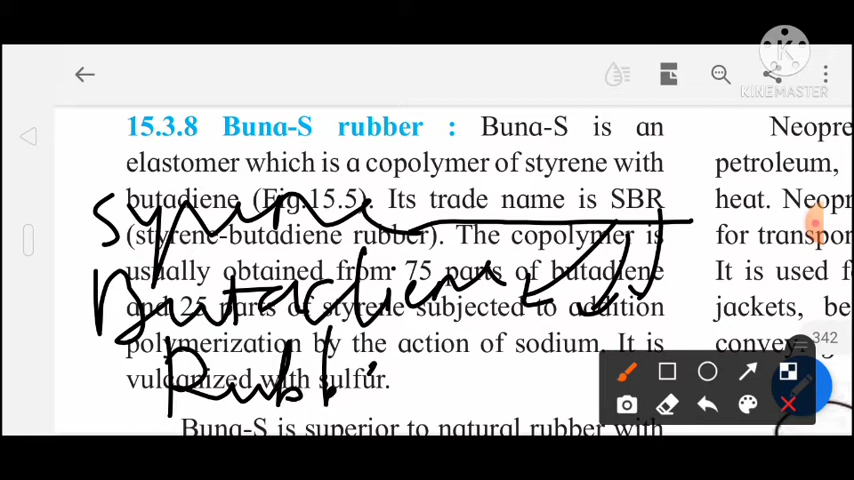 KINEMASTER
15.3.8 Buna-S rubber : Buna-S is an
elastomer which is a copolymer of styrene with
butadiene (Fig.15.5). Its trade name is SBR
(styrene-butadiene rubber). The copolymer is
usually obtained from 75 parts of butadiene
and 25 parts of styrene subjected to addition
polymerization by the action of sodium. It is
vulcanized with sulfur.
Buna-S is superior to natural rubber with
Neopre
petroleum,
heat. Neopr
for transpor
It is used f
jackets, be
convey
342
Butadiene
Rubb